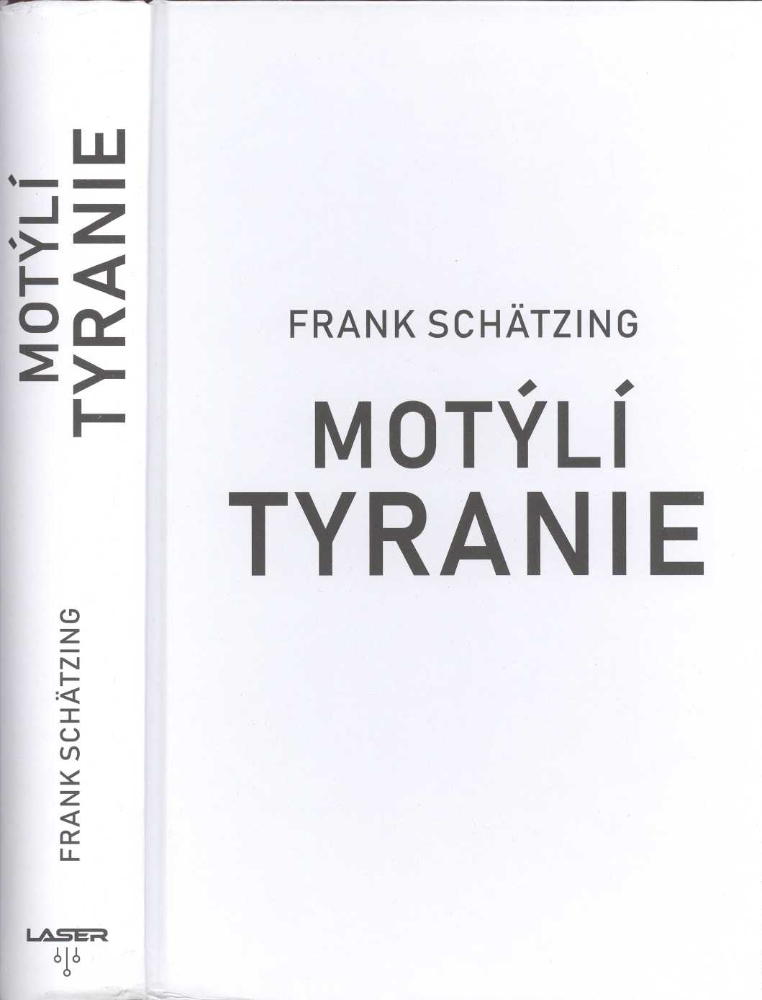 MOTÝLÍ
TYRANIE
FRANK SCHÄTZING
LASER
FRANK SCHÄTZING
MOTÝLÍ
TYRANIE